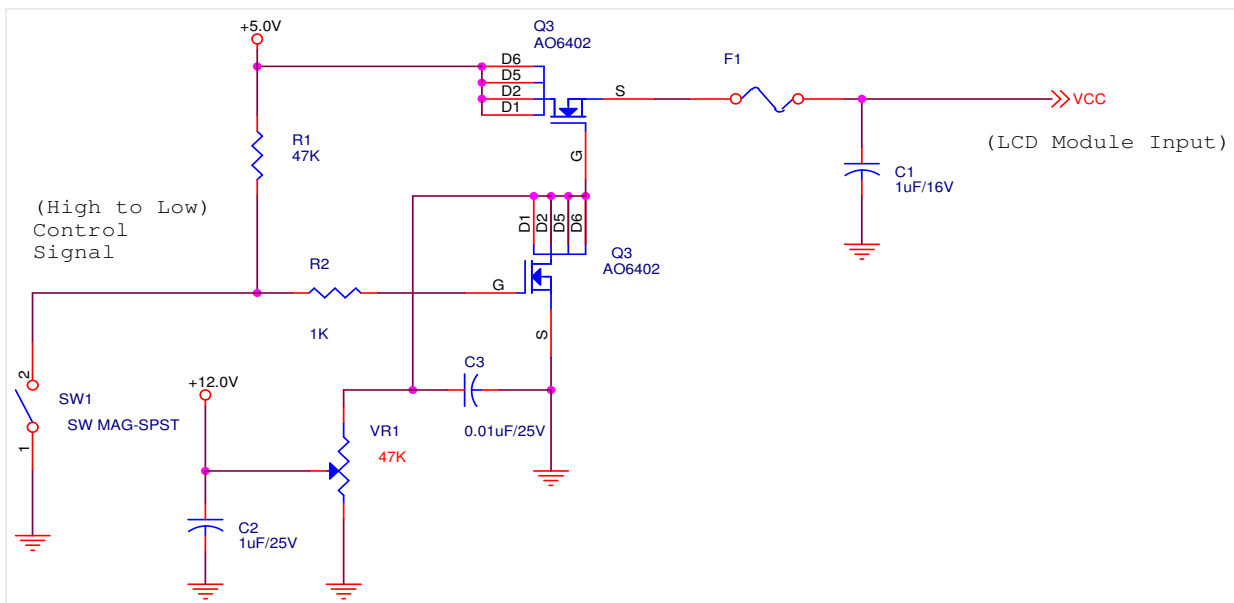 +5.0V
Q3
AO6402
D6
D5
D2
D1
S
G
F1
VCC
(LCD Module Input)
R1
47K
C1
1uF/16V
(High to Low)
Control
Signal
D1
D2
D5
D6
Q3
AO6402
R2
1K
G
S
C3
0.01uF/25V
+12.0V
2
SW1
SW MAG-SPST
1
VR1
47K
C2
1uF/25V